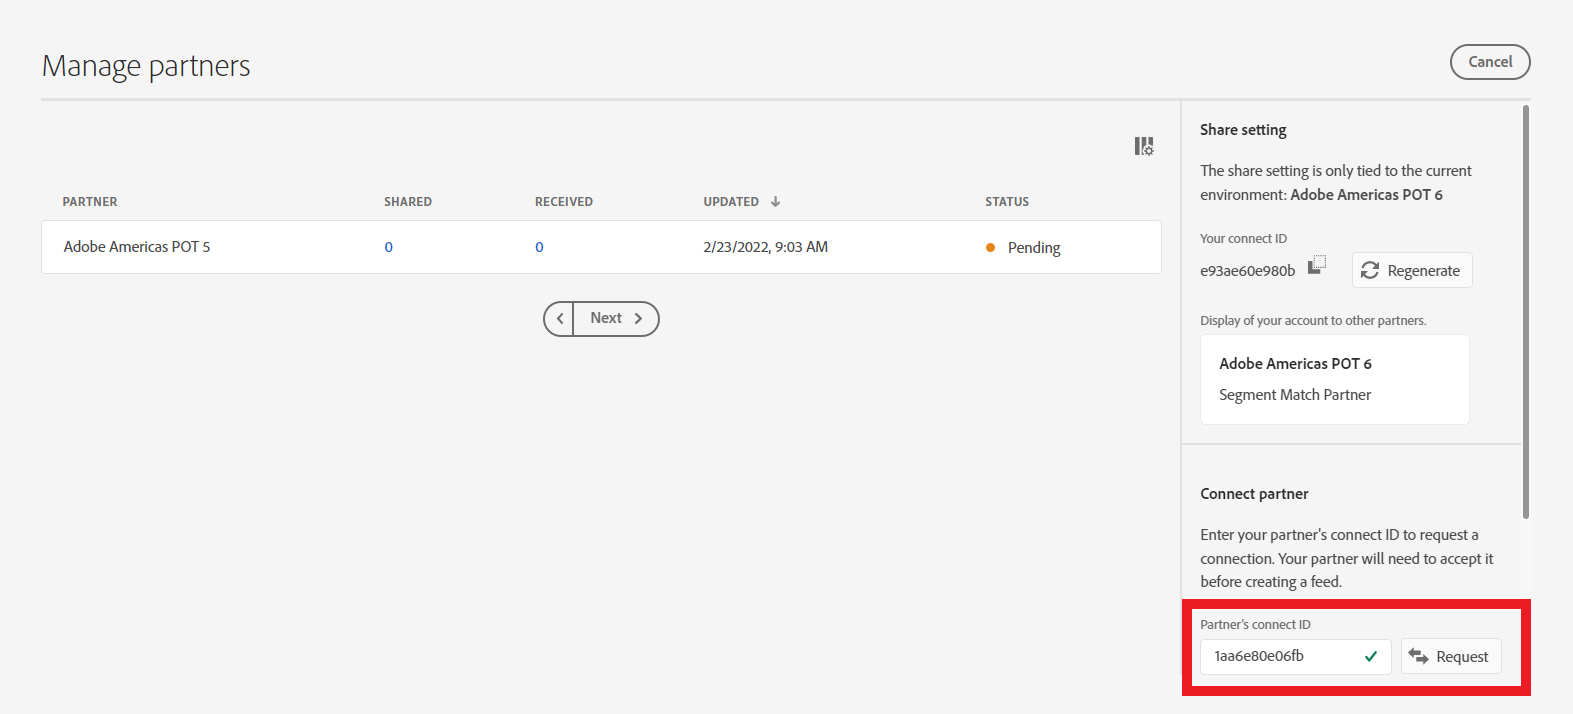 Manage partners
Cancel
PARTNER SHARED RECEIVED UPDATED STATUS
Adobe Americas POT 5 0 0 2/23/2022, 9:03 AM Pending
Next
Share setting
The share setting is only tied to the current
environment: Adobe Americas POT 6
Your connect ID
e93ae60e980b Regenerate
Display of your account to other partners.
Adobe Americas POT 6
Segment Match Partner
Connect partner
Enter your partner's connect ID to request a
connection. Your partner will need to accept it
before creating a feed.
Partner's connect ID
1aa6e80e06fb Request